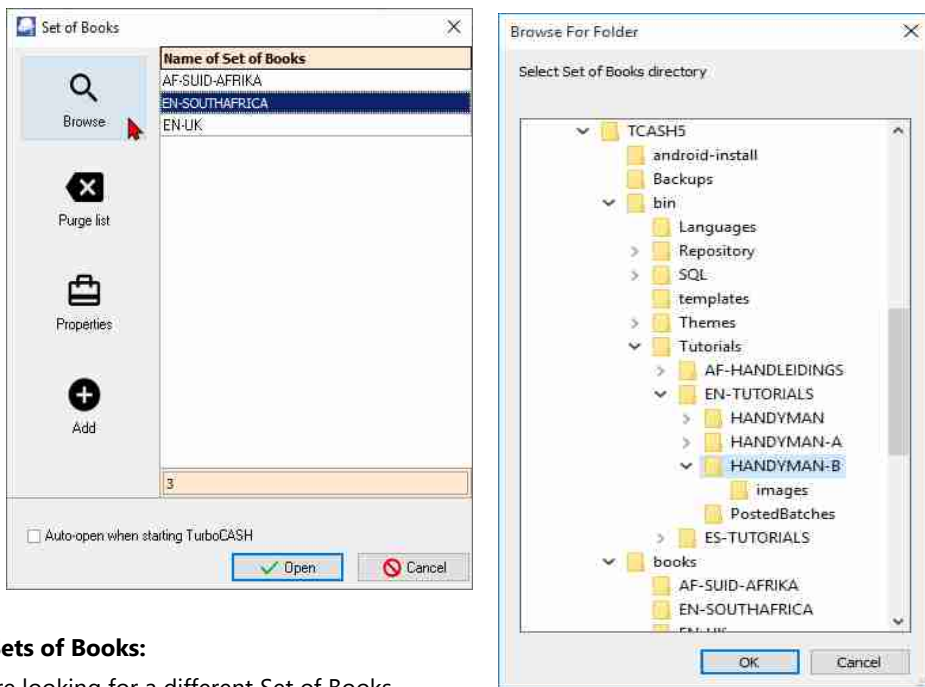 Set of Books
Name of Set of Books
AF-SUID-AFRIKA
EN-SOUTHAFRICA
EN-UK
Browse
Purge list
Properties
Add
3
Auto-open when starting TurboCASH
Open
Cancel
Browse For Folder
Select Set of Books directory
TCASH5
android-install
Backups
bin
Languages
Repository
SQL
templates
Themes
Tutorials
AF-HANDLEIDINGS
EN-TUTORIALS
HANDYMAN
HANDYMAN-A
HANDYMAN-B
images
PostedBatches
ES-TUTORIALS
books
AF-SUID-AFRIKA
EN-SOUTHAFRICA
OK
Cancel
of Books:
looking for a different Set of Books